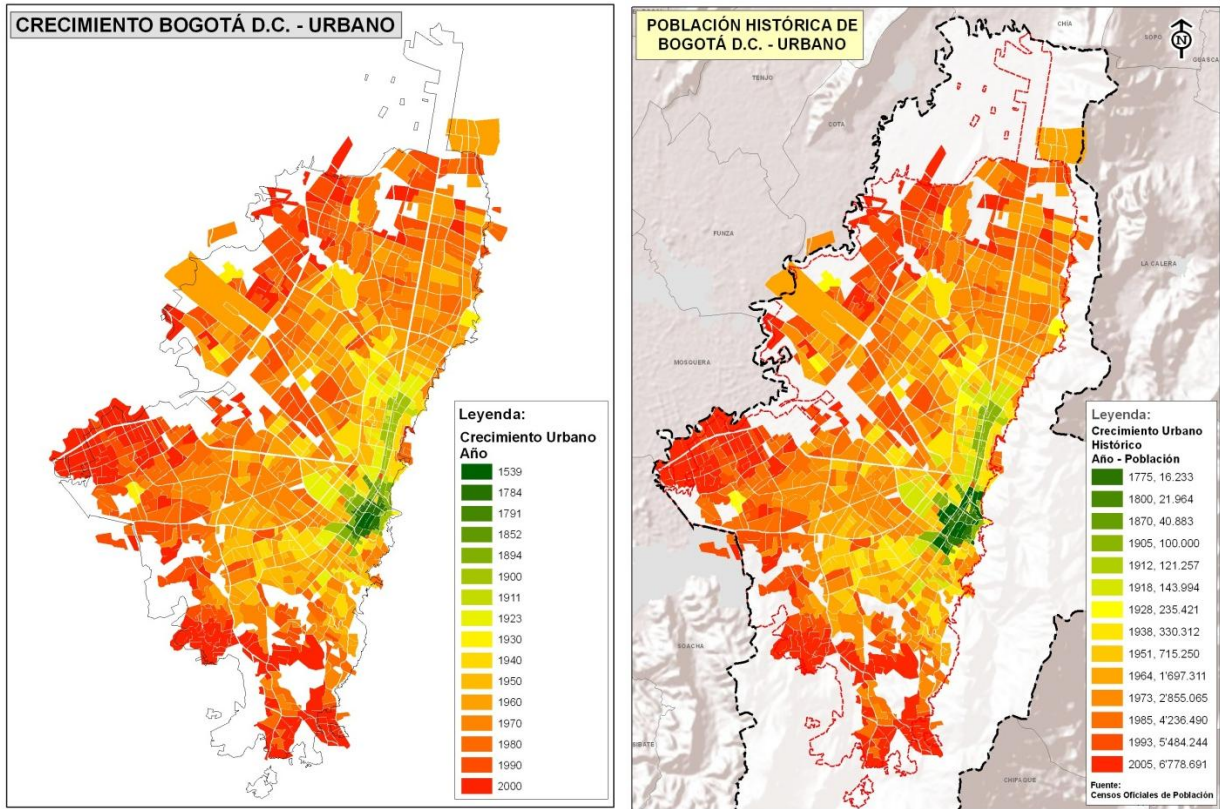 CRECIMIENTO BOGOTÁ D.C. - URBANO
Leyenda:
Crecimiento Urbano
Año
1539
1784
1791
1852
1894
1900
1911
1923
1930
1940
1950
1960
1970
1980
1990
2000
POBLACIÓN HISTÓRICA DE
BOGOTÁ D.C. - URBANO
N
CHÍA
SOPÓ
GUASCA
TENJO
COTA
FUNZA
LA CALERA
MOSQUERA
SOACHA
SIBATE
CHIPAQUE
Leyenda:
Crecimiento Urbano
Histórico
Año - Población
1775, 16.233
1800, 21.964
1870, 40.883
1905, 100.000
1912, 121.257
1918, 143.994
1928, 235.421
1938, 330.312
1951, 715.250
1964, 1'697.311
1973, 2'855.065
1985, 4'236.490
1993, 5'484.244
2005, 6'778.691
Fuente:
Censos Oficiales de Población